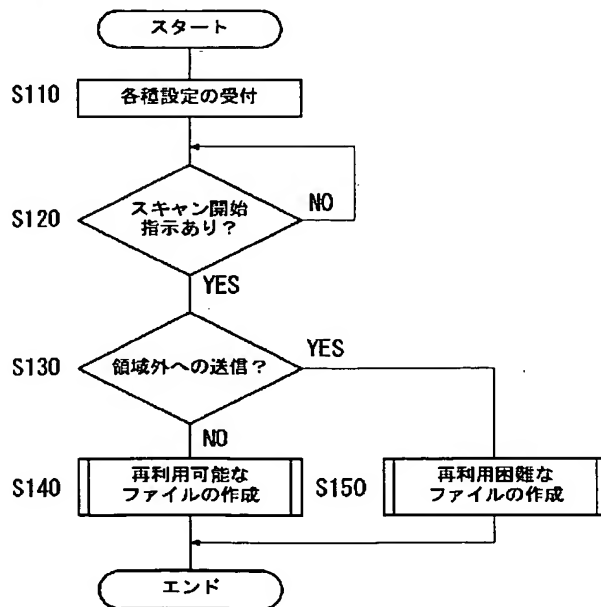 スタート
S110
各種設定の受付
S120
スキャン開始
指示あり?
NO
YES
S130
領域外への送信?
YES
NO
S140
再利用可能な
ファイルの作成
S150
再利用困難な
ファイルの作成
エンド